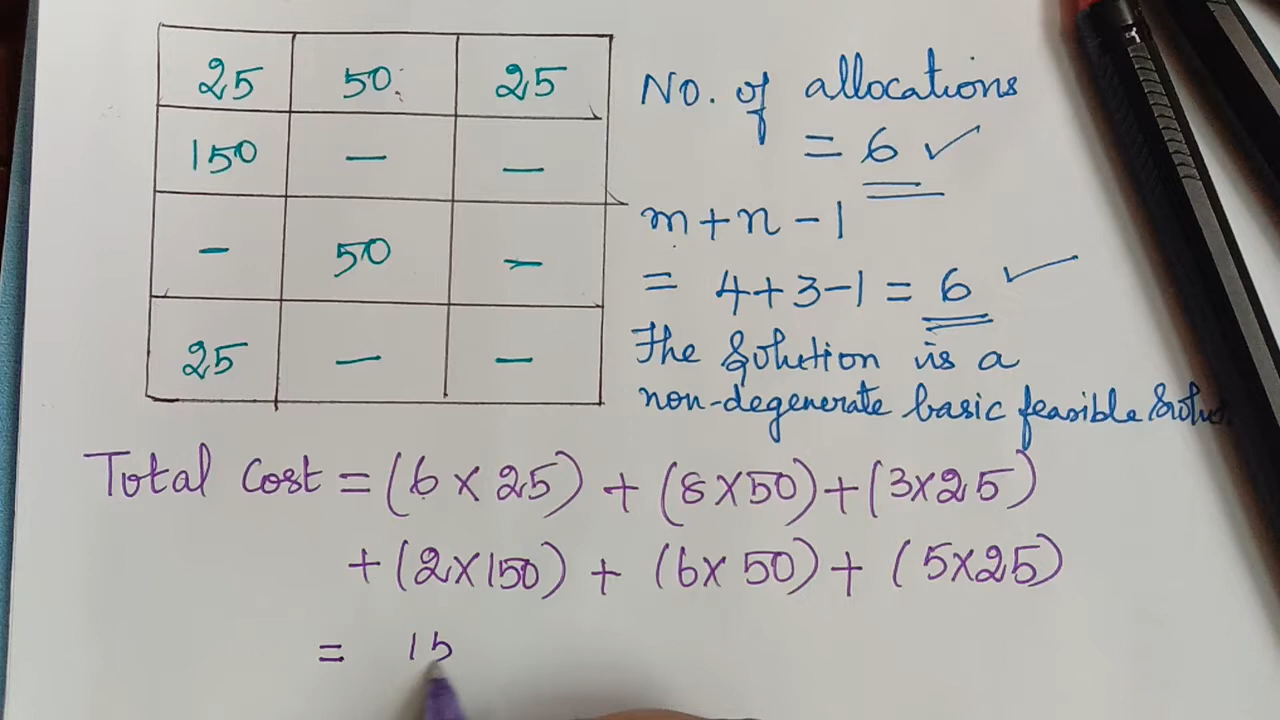 25 50 25
150 — —
— 50 —
25 — —
No. of allocations
= 6 ✓
m+n-1
= 4+3-1 = 6 ✓
The solution is a
non-degenerate basic feasible
Total Cost = (6 × 25) + (8×50)+(3×25)
+ (2×150) + (6× 50) + (5×25)
= 15